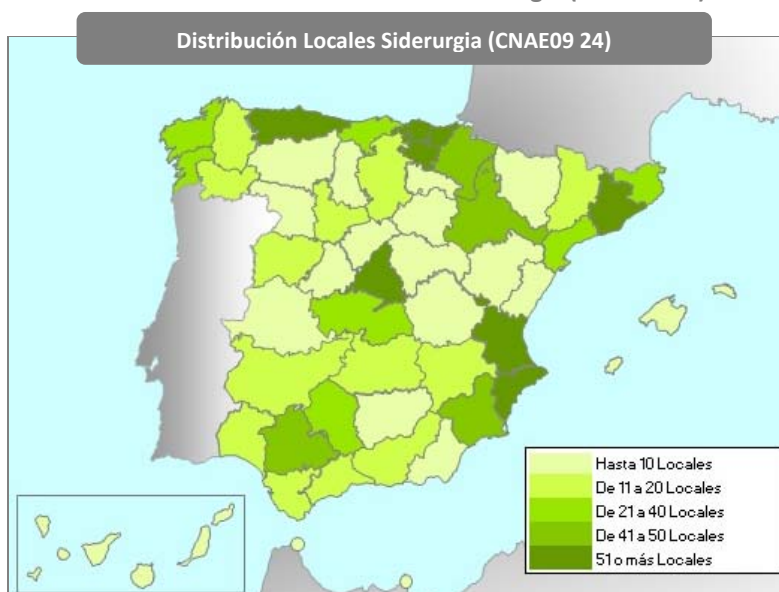 Distribución Locales Siderurgia (CNAE09 24)
Hasta 10 Locales
De 11 a 20 Locales
De 21 a 40 Locales
De 41 a 50 Locales
51 o más Locales